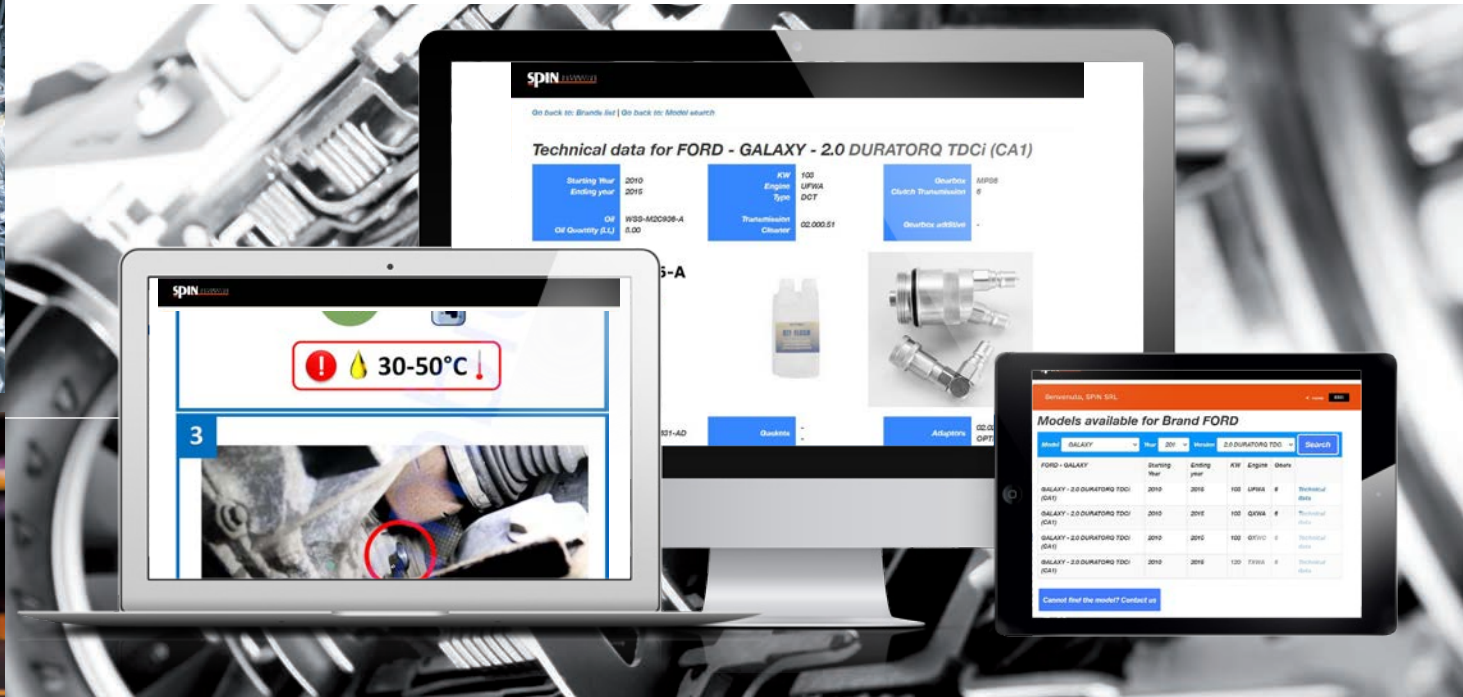 SPIN
Go back to: Brands list | Go back to: Model search
Technical data for FORD - GALAXY - 2.0 DURATORQ TDCi (CA1)
Starting Year 2010
Ending year 2015
Oil WSS-M2C936-A
Oil Quantity (Lt.)
KW 103
Engine UFWA
Type DCT
Transmission Cleaner 02.000.51
Gearbox MPS6
Clutch Transmission 6
Gearbox additive -
-A
Gaskets -
-
Adaptors
SPIN
30-50°C
3
Benvenuto, SPIN SRL
Models available for Brand FORD
Model GALAXY Year 201 Version 2.0 DURATORQ TDC. Search
FORD - GALAXY Starting Year Ending year KW Engine Gears
GALAXY - 2.0 DURATORQ TDCi (CA1) 2010 2015 103 UFWA 6 Technical data
GALAXY - 2.0 DURATORQ TDCi (CA1) 2010 2015 QXWA 6 Technical data
GALAXY - 2.0 DURATORQ TDCi (CA1) 2010 2015 6 Technical data
GALAXY - 2.0 DURATORQ TDCi (CA1) 2010 2015 120 TXWA 6 Technical data
Cannot find the model? Contact us